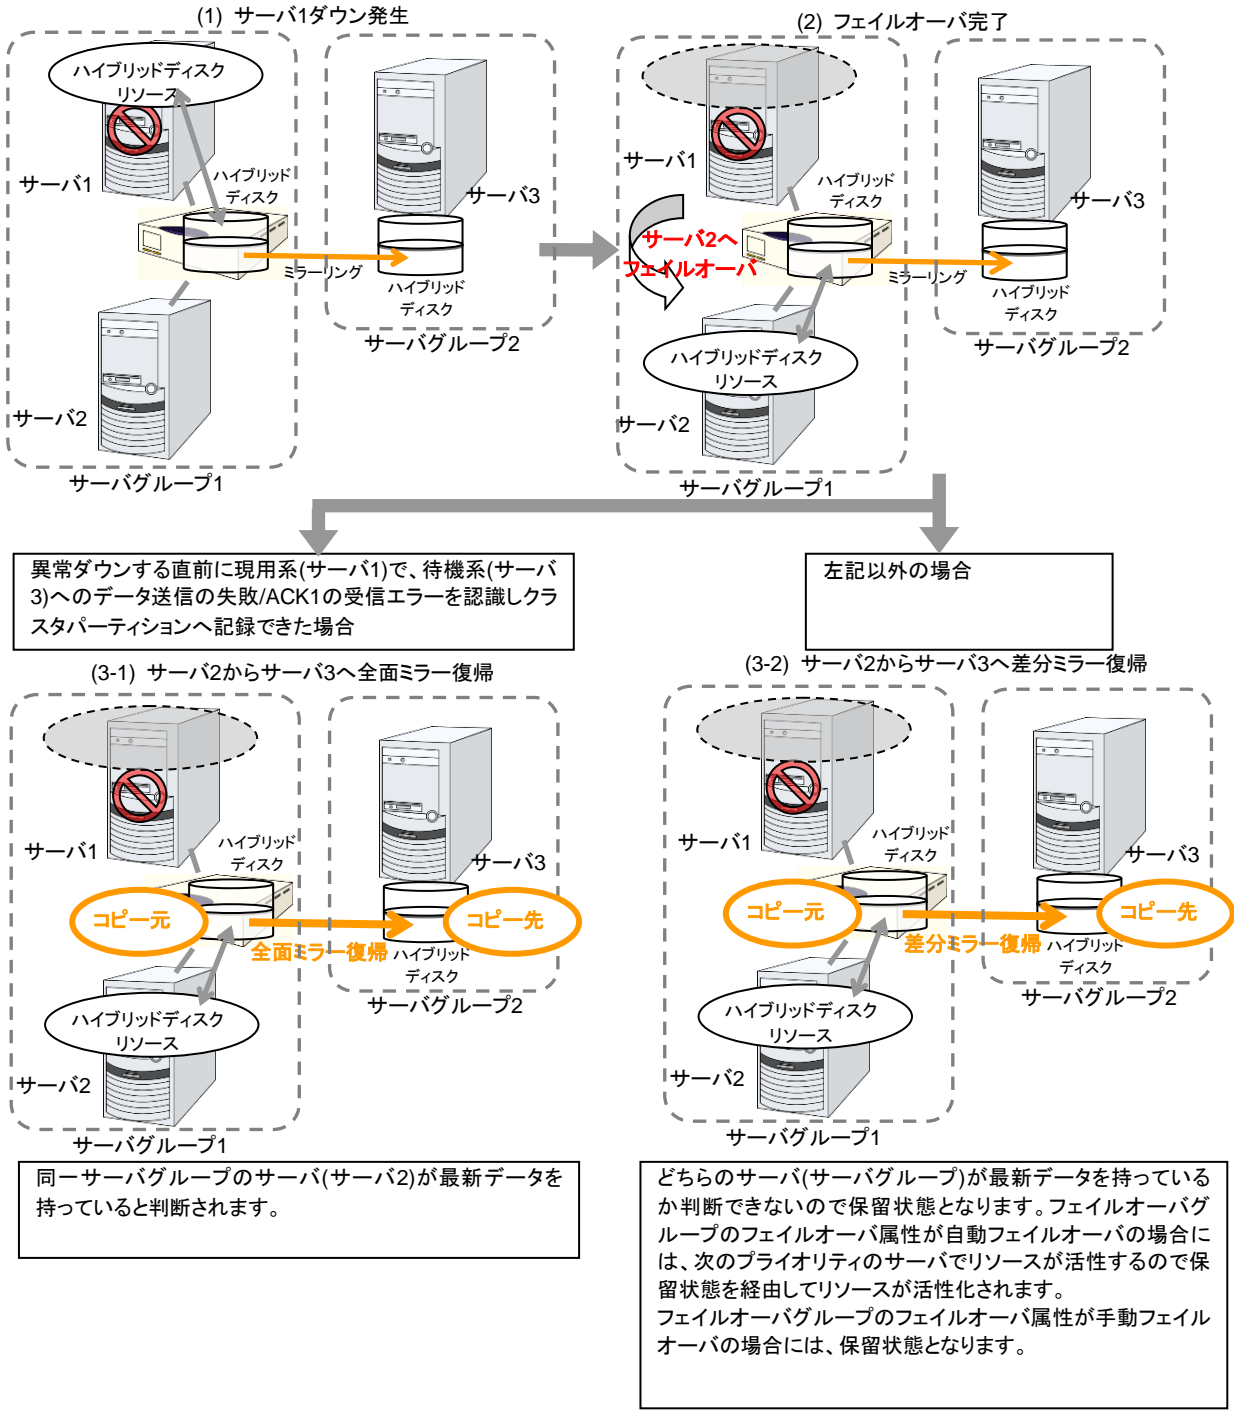 (1) サーバ1ダウン発生
ハイブリッドディスク
リソース
サーバ1
ハイブリッド
ディスク
サーバ3
ミラーリング
ハイブリッド
ディスク
サーバグループ2
サーバ2
サーバグループ1
(2) フェイルオーバ完了
サーバ1
ハイブリッド
ディスク
サーバ3
サーバ2へ
フェイルオーバ
ミラーリング
ハイブリッド
ディスク
サーバグループ2
ハイブリッドディスク
リソース
サーバ2
サーバグループ1
異常ダウンする直前に現用系(サーバ1)で、待機系(サーバ
3)へのデータ送信の失敗/ACK1の受信エラーを認識しクラ
スタパーティションへ記録できた場合
左記以外の場合
(3-1) サーバ2からサーバ3へ全面ミラー復帰
サーバ1
ハイブリッド
ディスク
サーバ3
コピー元
コピー先
全面ミラー復帰
ハイブリッド
ディスク
サーバグループ2
ハイブリッドディスク
リソース
サーバ2
サーバグループ1
同一サーバグループのサーバ(サーバ2)が最新データを
持っていると判断されます。
(3-2) サーバ2からサーバ3へ差分ミラー復帰
サーバ1
ハイブリッド
ディスク
サーバ3
コピー元
コピー先
差分ミラー復帰
ハイブリッド
ディスク
サーバグループ2
ハイブリッドディスク
リソース
サーバ2
サーバグループ1
どちらのサーバ(サーバグループ)が最新データを持っている
か判断できないので保留状態となります。フェイルオーバグ
ループのフェイルオーバ属性が自動フェイルオーバの場合に
は、次のプライオリティのサーバでリソースが活性するので保
留状態を経由してリソースが活性化されます。
フェイルオーバグループのフェイルオーバ属性が手動フェイル
オーバの場合には、保留状態となります。